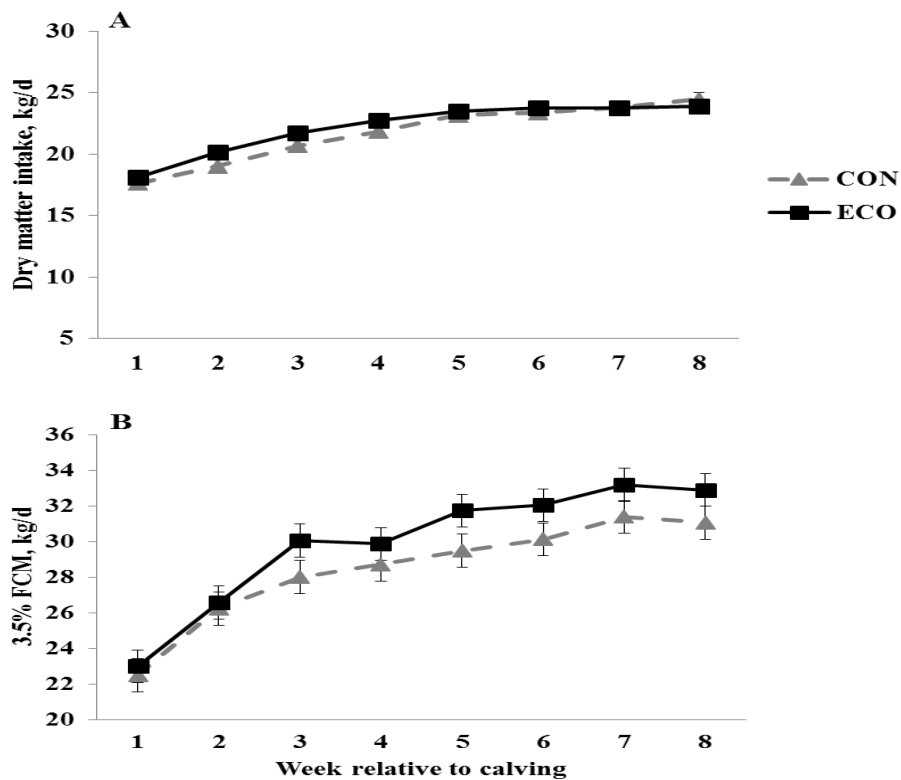 A
Dry matter intake, kg/d
30
25
20
15
10
5
1 2 3 4 5 6 7 8
CON
ECO
B
3.5% FCM, kg/d
36
34
32
30
28
26
24
22
20
1 2 3 4 5 6 7 8
Week relative to calving